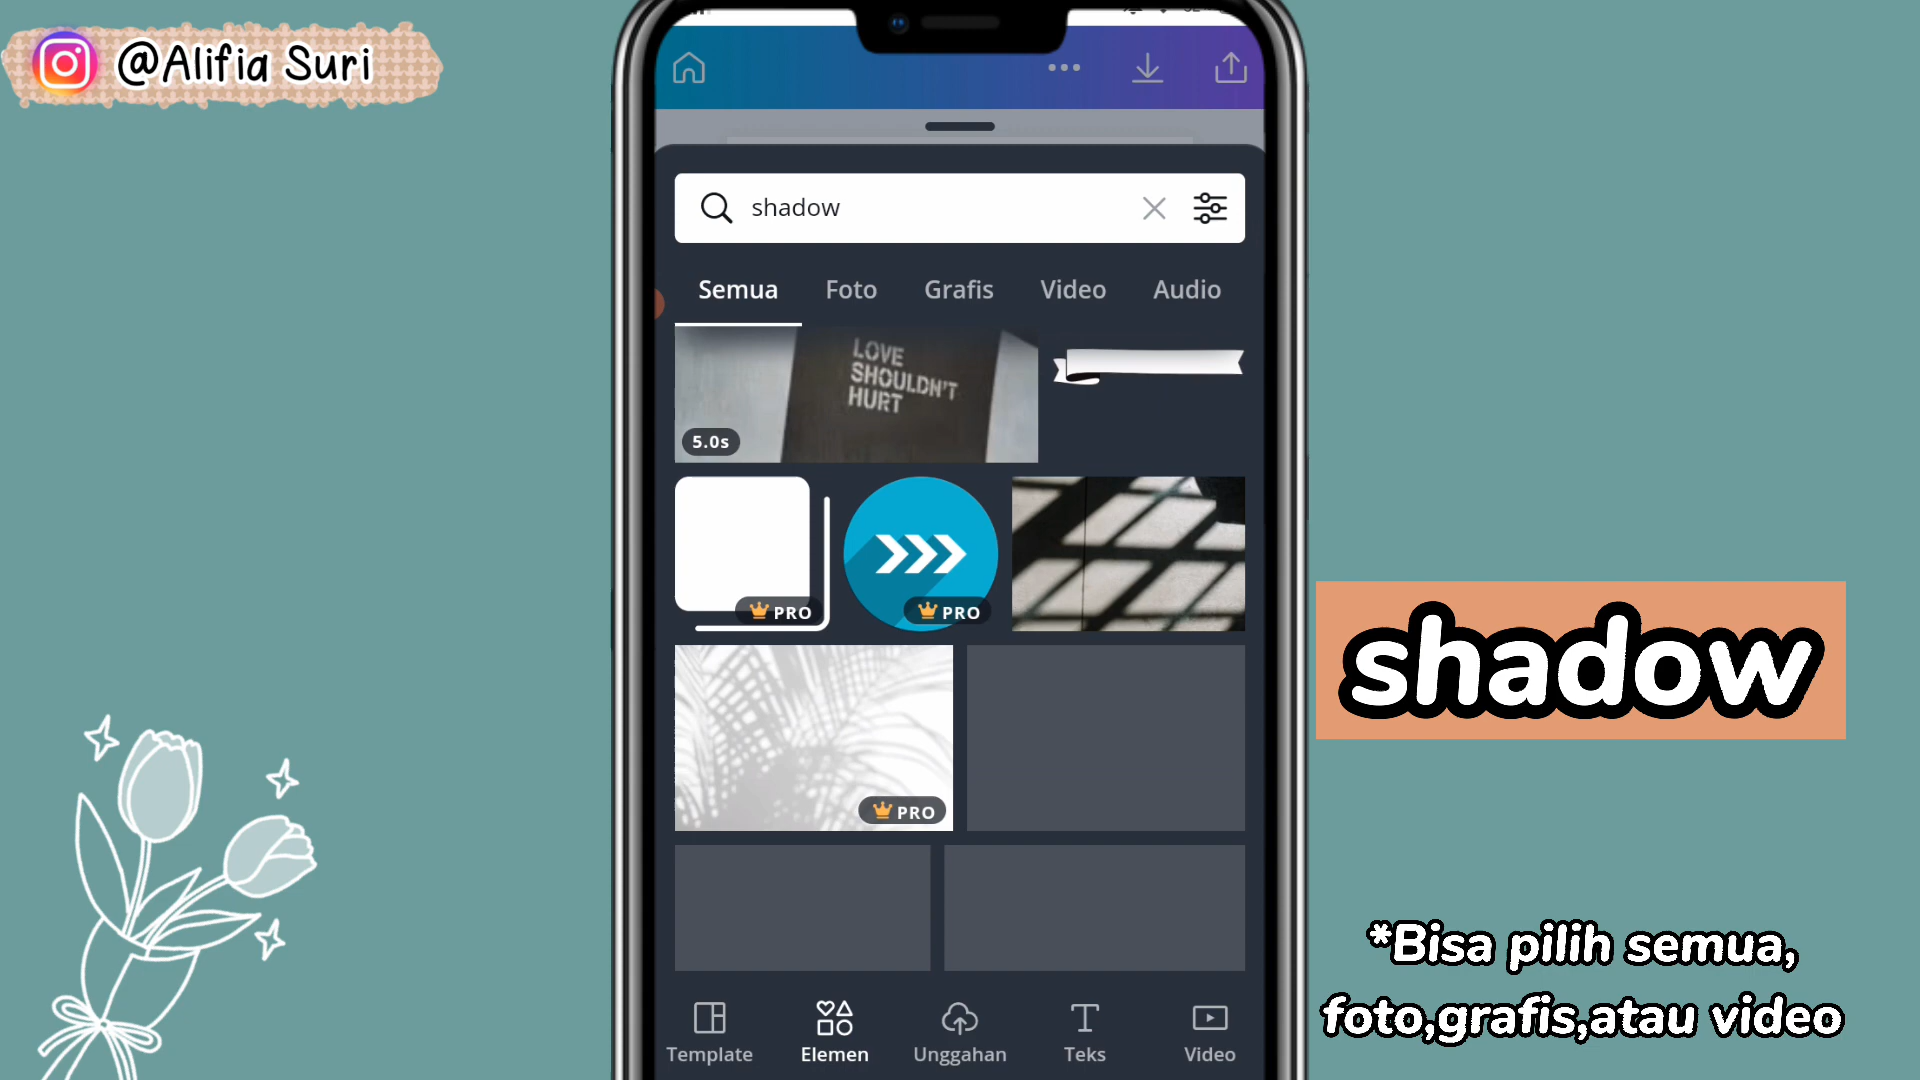 @Alifia Suri
shadow
Semua Foto Grafis Video Audio
LOVE
SHOULDN'T
HURT
5.0s
PRO PRO
PRO
shadow
*Bisa pilih semua,
foto,grafis,atau video
Template Elemen Unggahan Teks Video